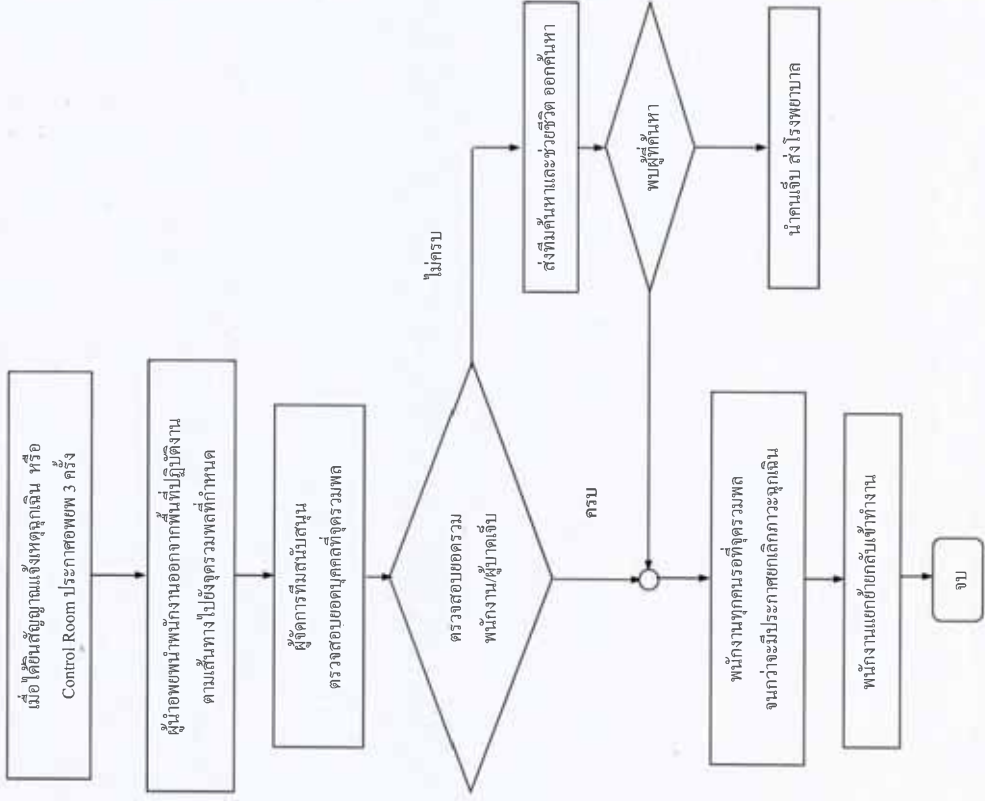 เมื่อได้ยินสัญญาณแจ้งเหตุฉุกเฉิน หรือ
Control Room ประกาศอพยพ 3 ครั้ง
ผู้นำอพยพนำพนักงานออกจากพื้นที่ปฏิบัติงาน
ตามเส้นทางไปยังจุดรวมพลที่กำหนด
ผู้จัดการทีมสนับสนุน
ตรวจสอบยอดบุคคลที่จุดรวมพล
ตรวจสอบยอดรวม
พนักงาน/ผู้บาดเจ็บ
ไม่ครบ
ส่งทีมค้นหาและช่วยชีวิต ออกค้นหา
พบผู้ที่ค้นหา
นำคนเจ็บ ส่งโรงพยาบาล
ครบ
พนักงานทุกคนรอที่จุดรวมพล
จนกว่าจะมีประกาศยกเลิกภาวะฉุกเฉิน
พนักงานแยกย้ายกลับเข้าทำงาน
จบ